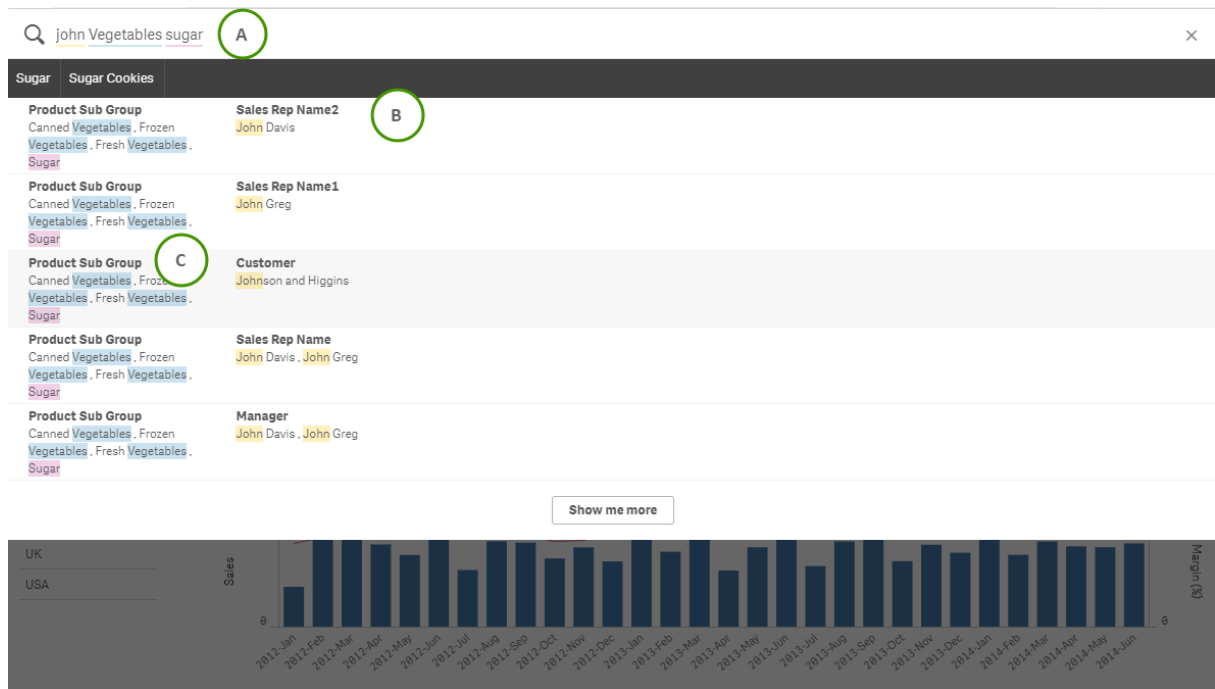 john Vegetables sugar A ×
Sugar Sugar Cookies
Product Sub Group
Canned Vegetables , Frozen
Vegetables , Fresh Vegetables ,
Sugar
Sales Rep Name2 B
John Davis
Product Sub Group
Canned Vegetables , Frozen
Vegetables , Fresh Vegetables ,
Sugar
Sales Rep Name1
John Greg
Product Sub Group C
Canned Vegetables , Frozen
Vegetables , Fresh Vegetables ,
Sugar
Customer
Johnson and Higgins
Product Sub Group
Canned Vegetables , Frozen
Vegetables , Fresh Vegetables ,
Sugar
Sales Rep Name
John Davis , John Greg
Product Sub Group
Canned Vegetables , Frozen
Vegetables , Fresh Vegetables ,
Sugar
Manager
John Davis , John Greg
Show me more
UK
USA
Sales
0
0
Margin (%)
2012-Jan 2012-Feb 2012-Mar 2012-Apr 2012-May 2012-Jun 2012-Jul 2012-Aug 2012-Sep 2012-Oct 2012-Nov 2012-Dec 2013-Jan 2013-Feb 2013-Mar 2013-Apr 2013-May 2013-Jun 2013-Jul 2013-Aug 2013-Sep 2013-Oct 2013-Nov 2013-Dec 2014-Jan 2014-Feb 2014-Mar 2014-Apr 2014-May 2014-Jun